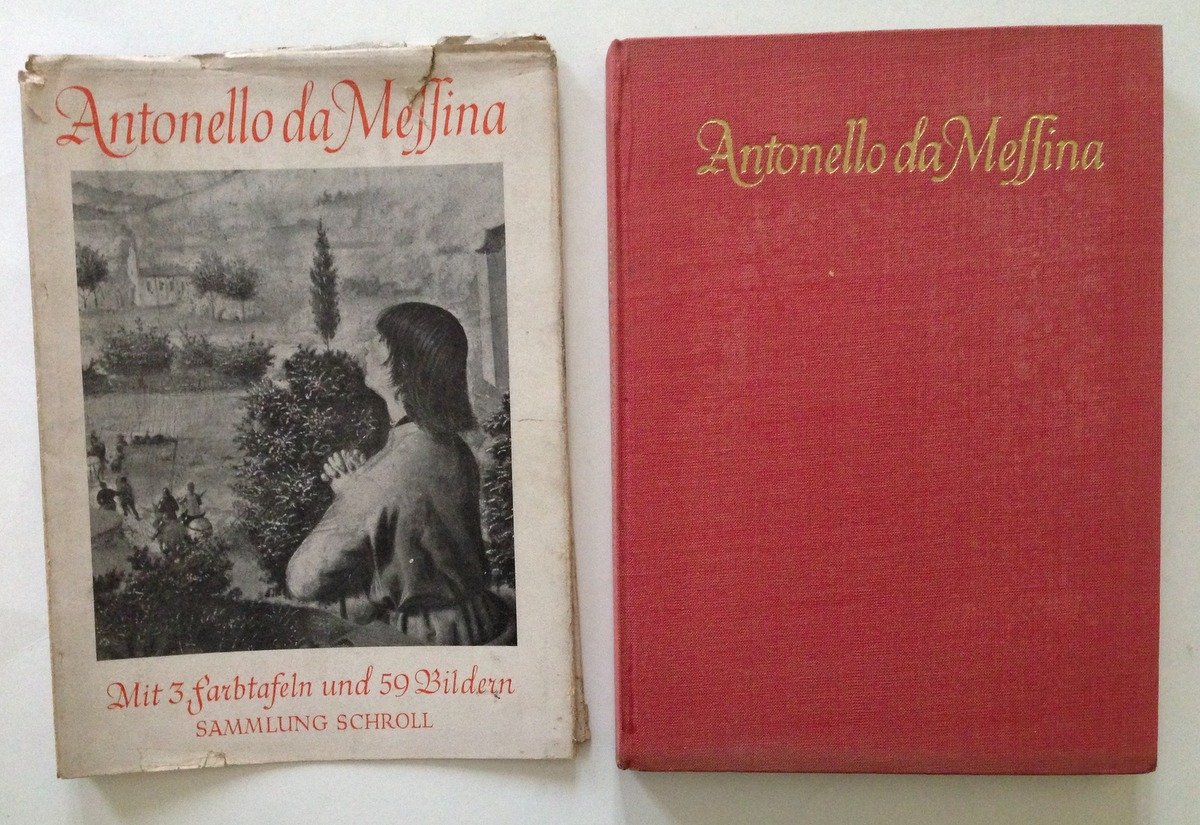 Antonello da Meſſina
Mit 3 Farbtafeln und 59 Bildern
SAMMLUNG SCHROLL
Antonello da Meſſina